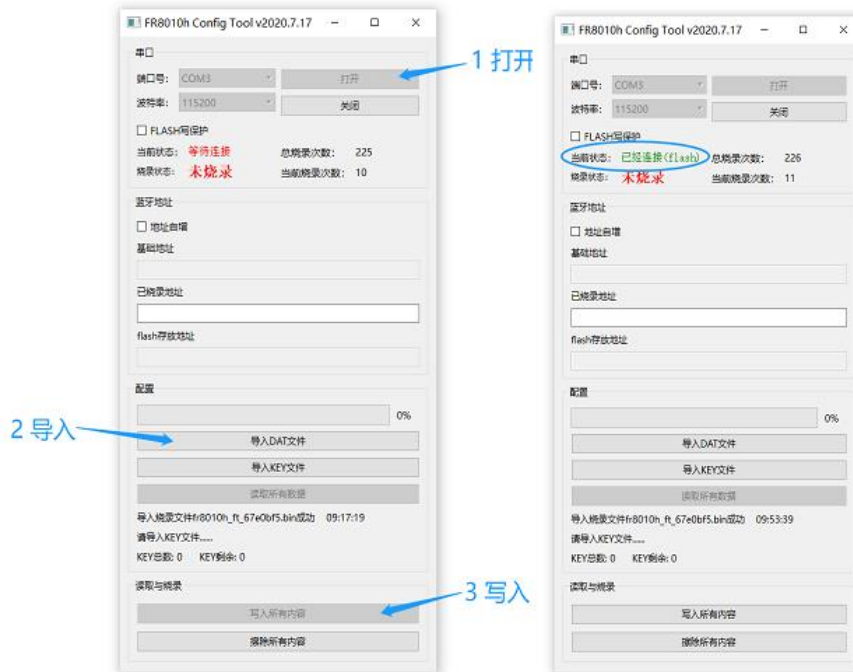 FR8010h Config Tool v2020.7.17
串口
端口号: COM3 打开
波特率: 115200 关闭
FLASH写保护
当前状态: 等待连接 总烧录次数: 225
烧录状态: 未烧录 当前烧录次数: 10
蓝牙地址
地址自增
基础地址
已烧录地址
flash存放地址
配置
0%
导入DAT文件
导入KEY文件
读取所有数据
导入烧录文件fr8010h_ft_67e0bf5.bin成功 09:17:19
请导入KEY文件......
KEY总数: 0 KEY剩余: 0
读取与烧录
写入所有内容
擦除所有内容
1 打开
2 导入
3 写入
FR8010h Config Tool v2020.7.17
串口
端口号: COM3 打开
波特率: 115200 关闭
FLASH写保护
当前状态: 已经连接(flash) 总烧录次数: 226
烧录状态: 未烧录 当前烧录次数: 11
蓝牙地址
地址自增
基础地址
已烧录地址
flash存放地址
配置
0%
导入DAT文件
导入KEY文件
读取所有数据
导入烧录文件fr8010h_ft_67e0bf5.bin成功 09:53:39
请导入KEY文件......
KEY总数: 0 KEY剩余: 0
读取与烧录
写入所有内容
擦除所有内容